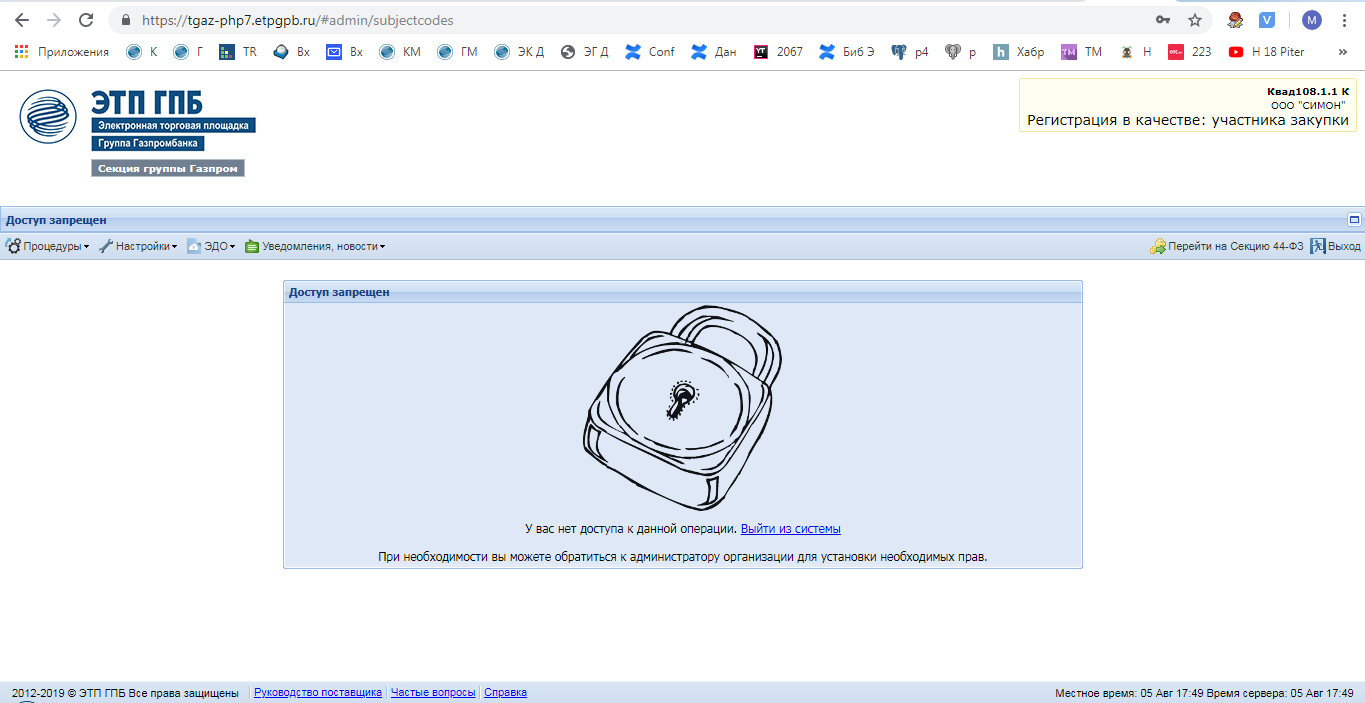 https://tgaz-php7.etpgpb.ru/#admin/subjectcodes
M
Приложения К Г TR Вх Вх КМ ГМ ЭК Д ЭГ Д Conf Дан YT 2067 Биб Э p4 р h Хабр TM ТМ Н 223 Н 18 Piter »
ЭТП ГПБ
Электронная торговая площадка
Группа Газпромбанка
Секция группы Газпром
Квад108.1.1 К
ООО "СИМОН"
Регистрация в качестве: участника закупки
Доступ запрещен
Процедуры Настройки ЭДО Уведомления, новости Перейти на Секцию 44-ФЗ Выход
Доступ запрещен
У вас нет доступа к данной операции. Выйти из системы
При необходимости вы можете обратиться к администратору организации для установки необходимых прав.
2012-2019 © ЭТП ГПБ Все права защищены Руководство поставщика Частые вопросы Справка Местное время: 05 Авг 17:49 Время сервера: 05 Авг 17:49